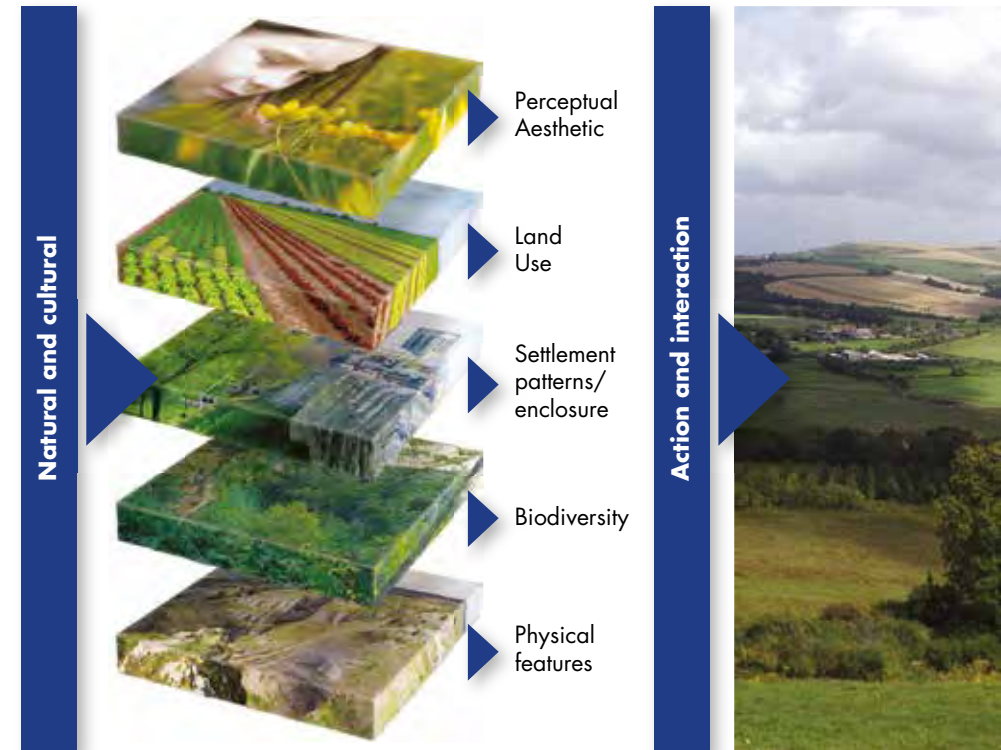 Natural and cultural
Perceptual
Aesthetic
Land
Use
Settlement
patterns/
enclosure
Biodiversity
Physical
features
Action and interaction